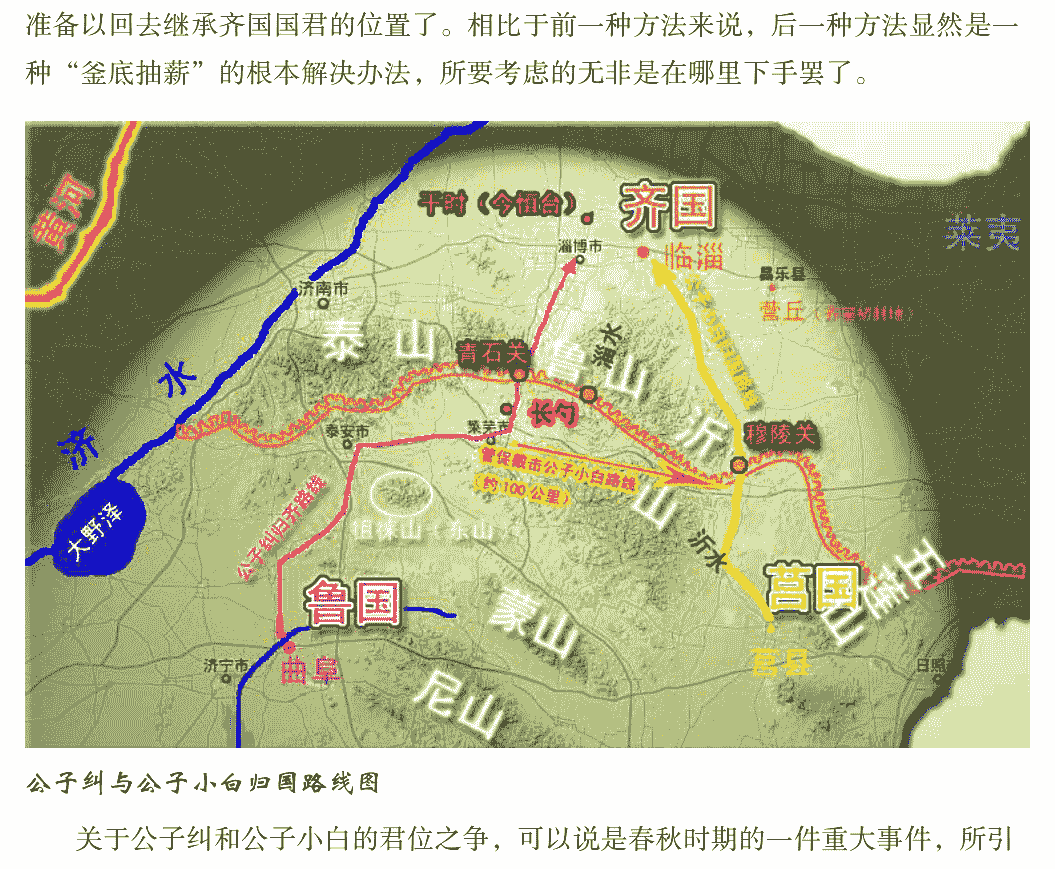 准备以回去继承齐国国君的位置了。相比于前一种方法来说，后一种方法显然是一
种“釜底抽薪”的根本解决办法，所要考虑的无非是在哪里下手罢了。
黄河
干时（今桓台）
齐国
淄博市
临淄
莱夷
昌乐县
营丘
济南市
泰山
青石关
鲁山
淄水
济水
长勺
沂山
穆陵关
泰安市
莱芜市
管仲截击公子小白路线
（约100公里）
大野泽
公子纠归齐路线
徂徕山
沂水
鲁国
莒国
蒙山
曲阜
济宁市
莒县
日照
尼山
公子纠与公子小白归国路线图
关于公子纠和公子小白的君位之争，可以说是春秋时期的一件重大事件，所引